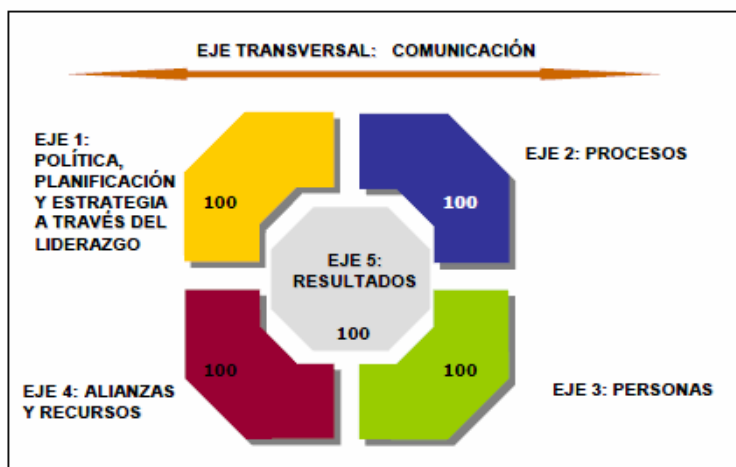 EJE TRANSVERSAL: COMUNICACIÓN
EJE 1:
POLÍTICA,
PLANIFICACIÓN
Y ESTRATEGIA
A TRAVÉS DEL
LIDERAZGO
100
EJE 2: PROCESOS
100
EJE 5:
RESULTADOS
100
EJE 4: ALIANZAS
Y RECURSOS
100
EJE 3: PERSONAS
100